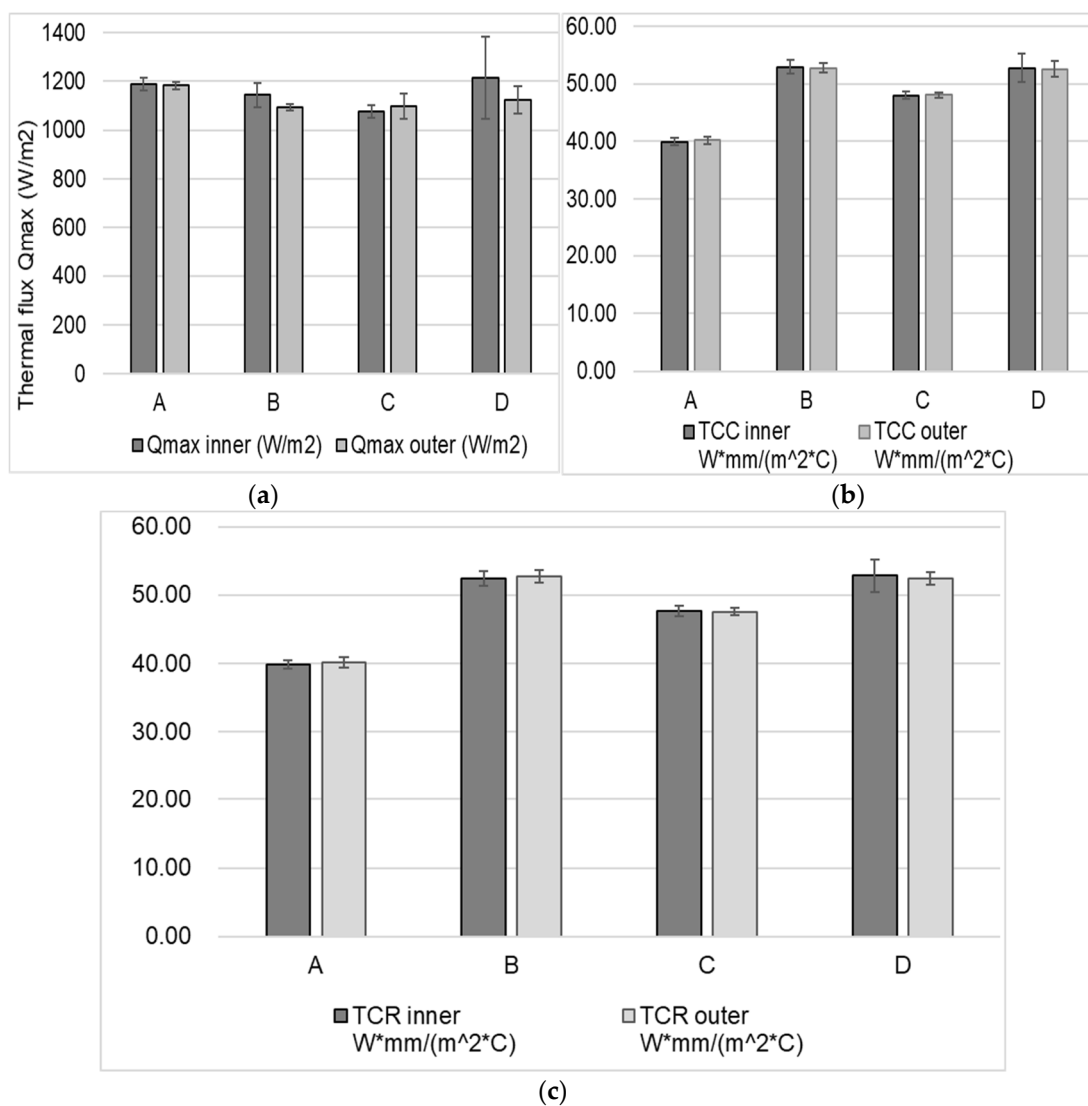 Thermal flux Qmax (W/m2)
1400
1200
1000
800
600
400
200
0
A B C D
Qmax inner (W/m2) Qmax outer (W/m2)
(a)
60.00
50.00
40.00
30.00
20.00
10.00
0.00
A B C D
TCC inner TCC outer
W*mm/(m^2*C) W*mm/(m^2*C)
(b)
60.00
50.00
40.00
30.00
20.00
10.00
0.00
A B C D
TCR inner TCR outer
W*mm/(m^2*C) W*mm/(m^2*C)
(c)